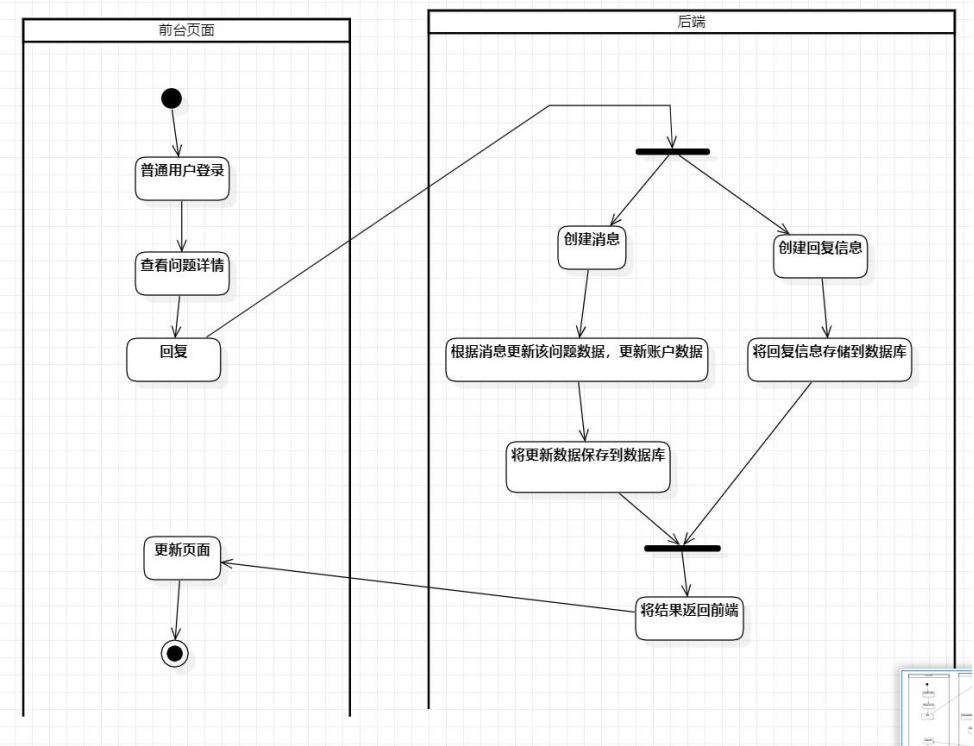 前台页面
后端
普通用户登录
查看问题详情
回复
创建消息
创建回复信息
根据消息更新该问题数据，更新账户数据
将回复信息存储到数据库
将更新数据保存到数据库
将结果返回前端
更新页面